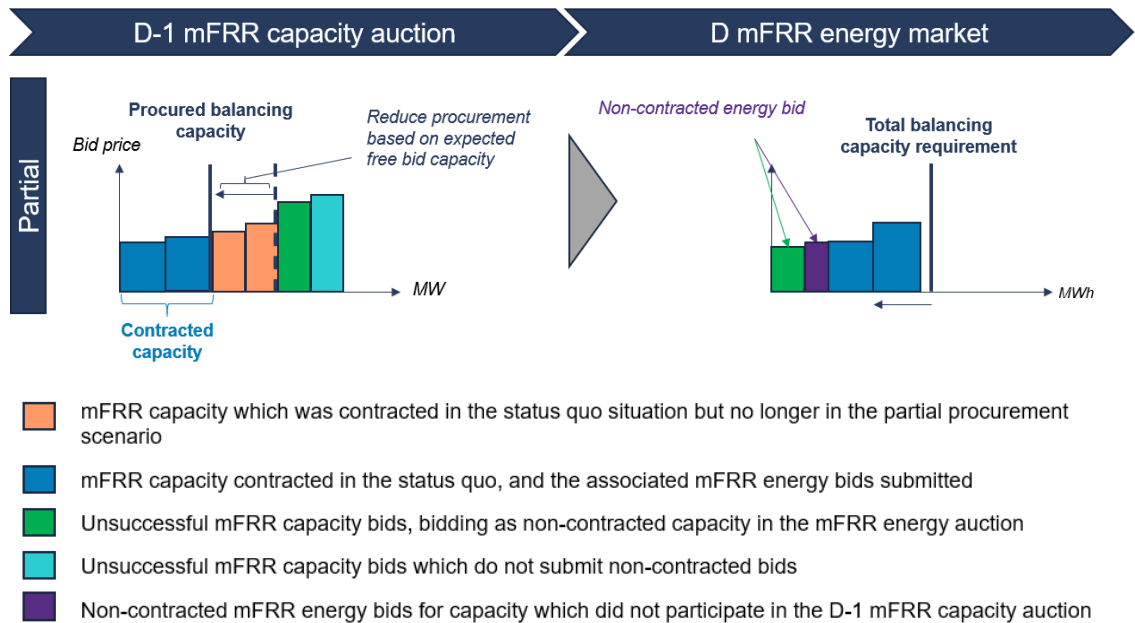 D-1 mFRR capacity auction
D mFRR energy market
Partial
Procured balancing
capacity
Bid price
Reduce procurement
based on expected
free bid capacity
MW
Contracted
capacity
Non-contracted energy bid
Total balancing
capacity requirement
MWh
mFRR capacity which was contracted in the status quo situation but no longer in the partial procurement
scenario
mFRR capacity contracted in the status quo, and the associated mFRR energy bids submitted
Unsuccessful mFRR capacity bids, bidding as non-contracted capacity in the mFRR energy auction
Unsuccessful mFRR capacity bids which do not submit non-contracted bids
Non-contracted mFRR energy bids for capacity which did not participate in the D-1 mFRR capacity auction